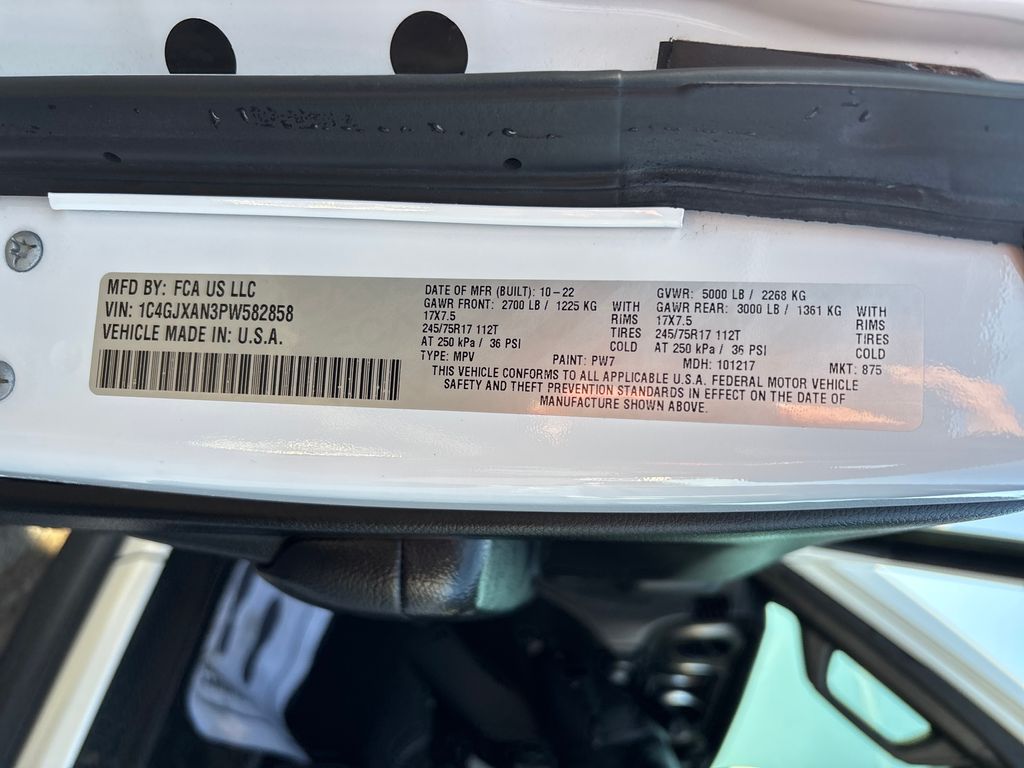 MFD BY: FCA US LLC
VIN: 1C4GJXAN3PW582858
VEHICLE MADE IN: U.S.A.
DATE OF MFR (BUILT): 10-22
GAWR FRONT: 2700 LB / 1225 KG WITH
17X7.5 RIMS
245/75R17 112T TIRES
AT 250 kPa / 36 PSI COLD
GVWR: 5000 LB / 2268 KG
GAWR REAR: 3000 LB / 1361 KG WITH
17X7.5 RIMS
245/75R17 112T TIRES
AT 250 kPa / 36 PSI COLD
TYPE: MPV PAINT: PW7 MDH: 101217 MKT: 875
THIS VEHICLE CONFORMS TO ALL APPLICABLE U.S.A. FEDERAL MOTOR VEHICLE
SAFETY AND THEFT PREVENTION STANDARDS IN EFFECT ON THE DATE OF
MANUFACTURE SHOWN ABOVE.